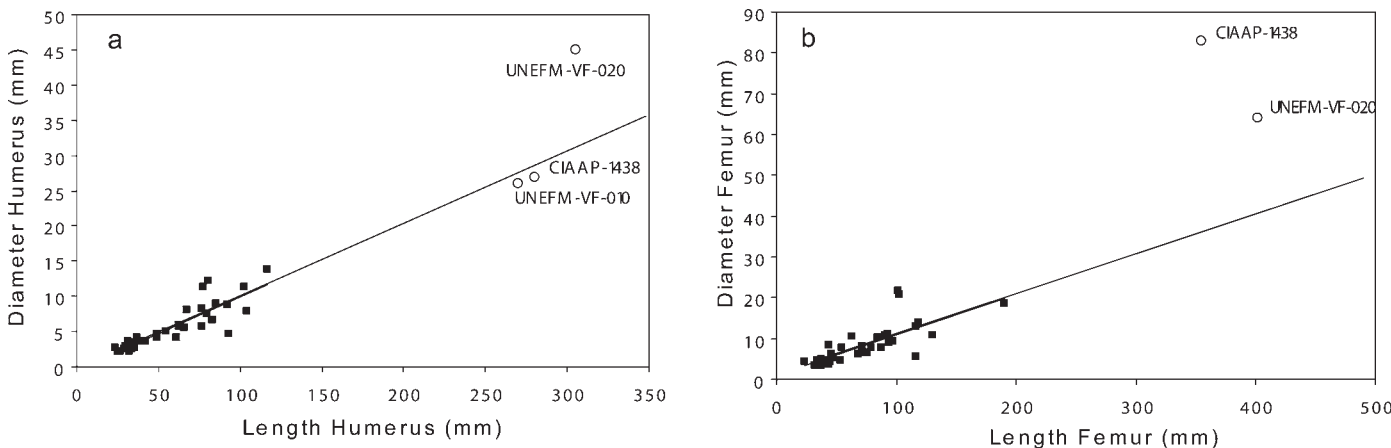 a
50
45
40
35
30
25
20
15
10
5
0
Diameter Humerus (mm)
UNEFM-VF-020
CIAAP-1438
UNEFM-VF-010
0 50 100 150 200 250 300 350
Length Humerus (mm)
b
90
80
70
60
50
40
30
20
10
0
Diameter Femur (mm)
CIAAP-1438
UNEFM-VF-020
0 100 200 300 400 500
Length Femur (mm)